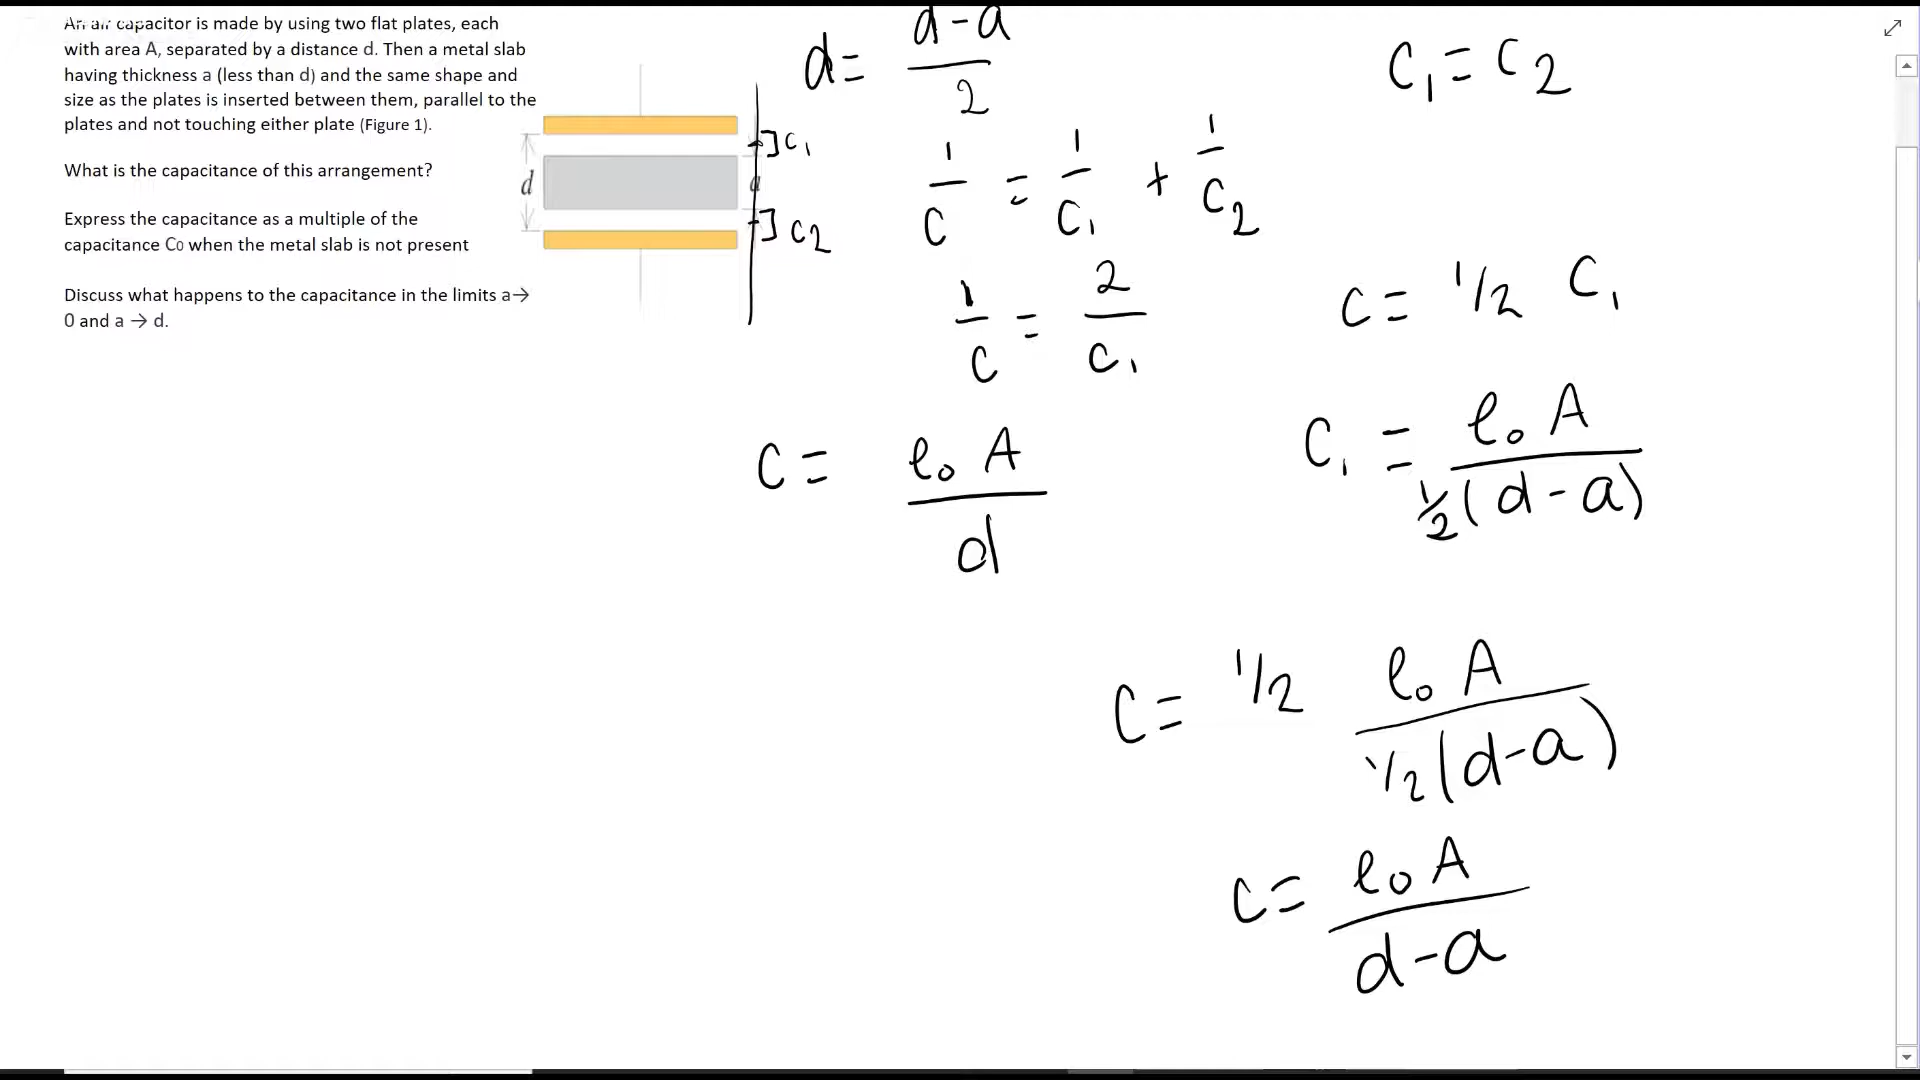 An air capacitor is made by using two flat plates, each
with area A, separated by a distance d. Then a metal slab
having thickness a (less than d) and the same shape and
size as the plates is inserted between them, parallel to the
plates and not touching either plate (Figure 1).
What is the capacitance of this arrangement?
Express the capacitance as a multiple of the
capacitance C0 when the metal slab is not present
Discuss what happens to the capacitance in the limits a→
0 and a → d.
d
a
C₁
C₂
d = (d-a)/2
C₁ = C₂
1/C = 1/C₁ + 1/C₂
1/C = 2/C₁
C = 1/2 C₁
C = e₀A/d
C₁ = e₀A/(½(d-a))
C = 1/2 e₀A/(1/2(d-a))
C = e₀A/(d-a)